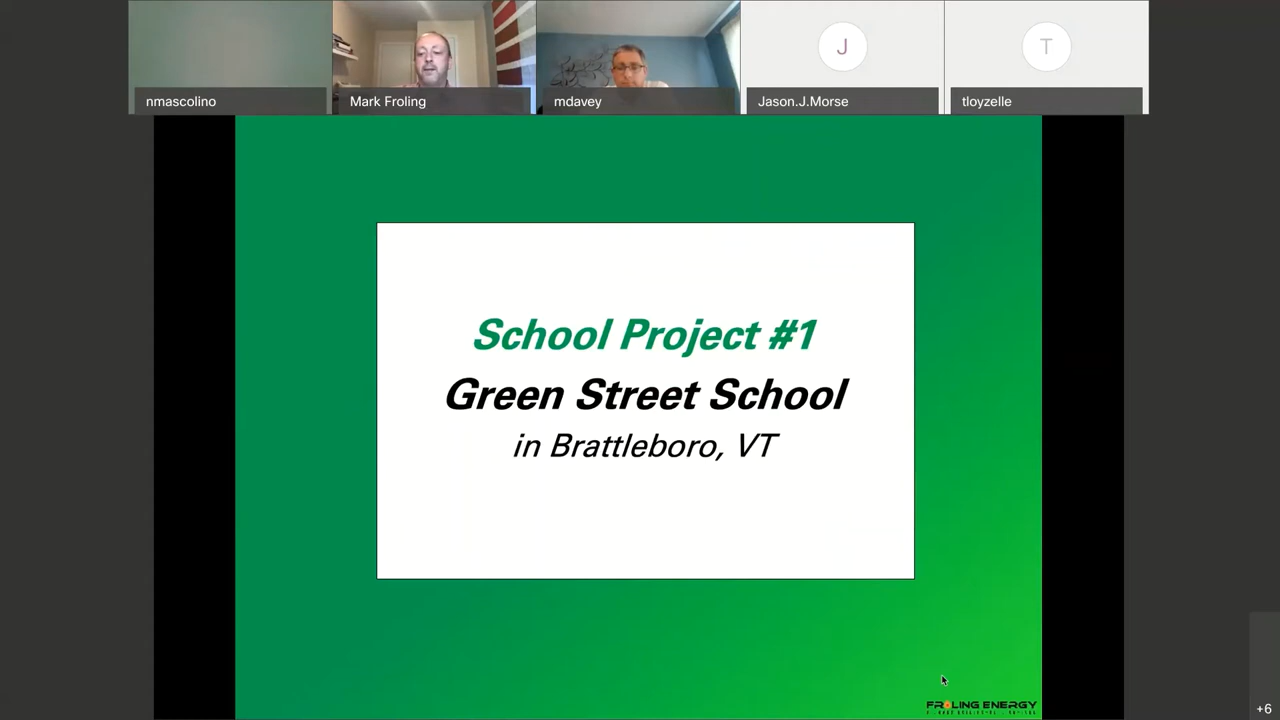 nmascolino
Mark Froling
mdavey
J
Jason.J.Morse
T
tloyzelle
School Project #1
Green Street School
in Brattleboro, VT
FROLING ENERGY
+6